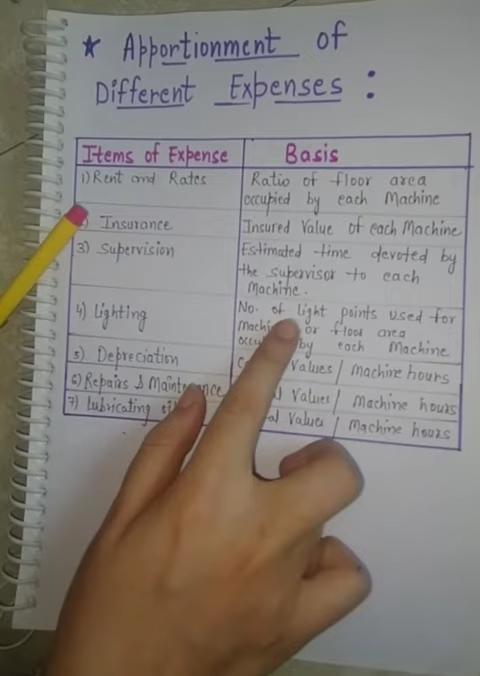 * Apportionment of
Different Expenses :
Items of Expense Basis
1) Rent and Rates Ratio of floor area
occupied by each Machine
Insurance Insured Value of each Machine
3) Supervision Estimated time devoted by
the supervisor to each
Machine.
4) Lighting No. of light points used for
or floor area
by each Machine
5) Depreciation Values / Machine hours
6) Repairs & Values / Machine hours
7) Lubricating Values / Machine hours